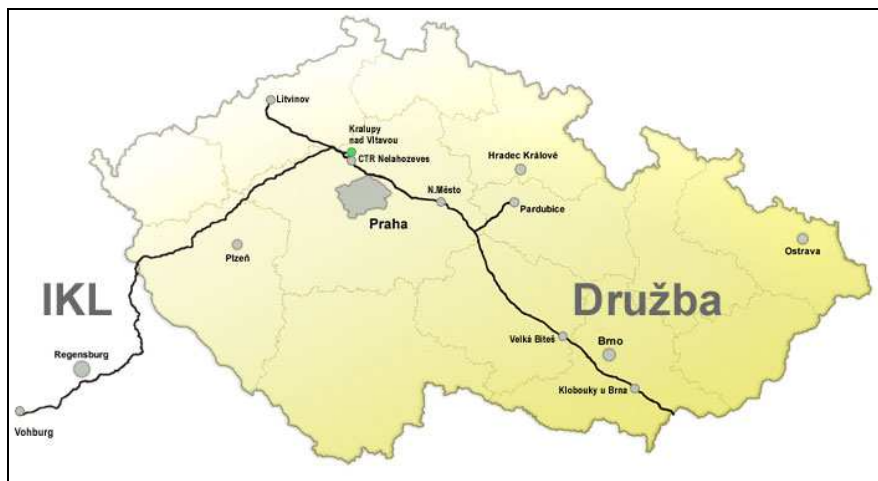 Litvínov
Kralupy
nad Vltavou
CTR Nelahozeves
Hradec Králové
N.Město
Pardubice
Praha
Plzeň
Ostrava
IKL
Družba
Regensburg
Velká Bíteš
Brno
Klobouky u Brna
Vohburg